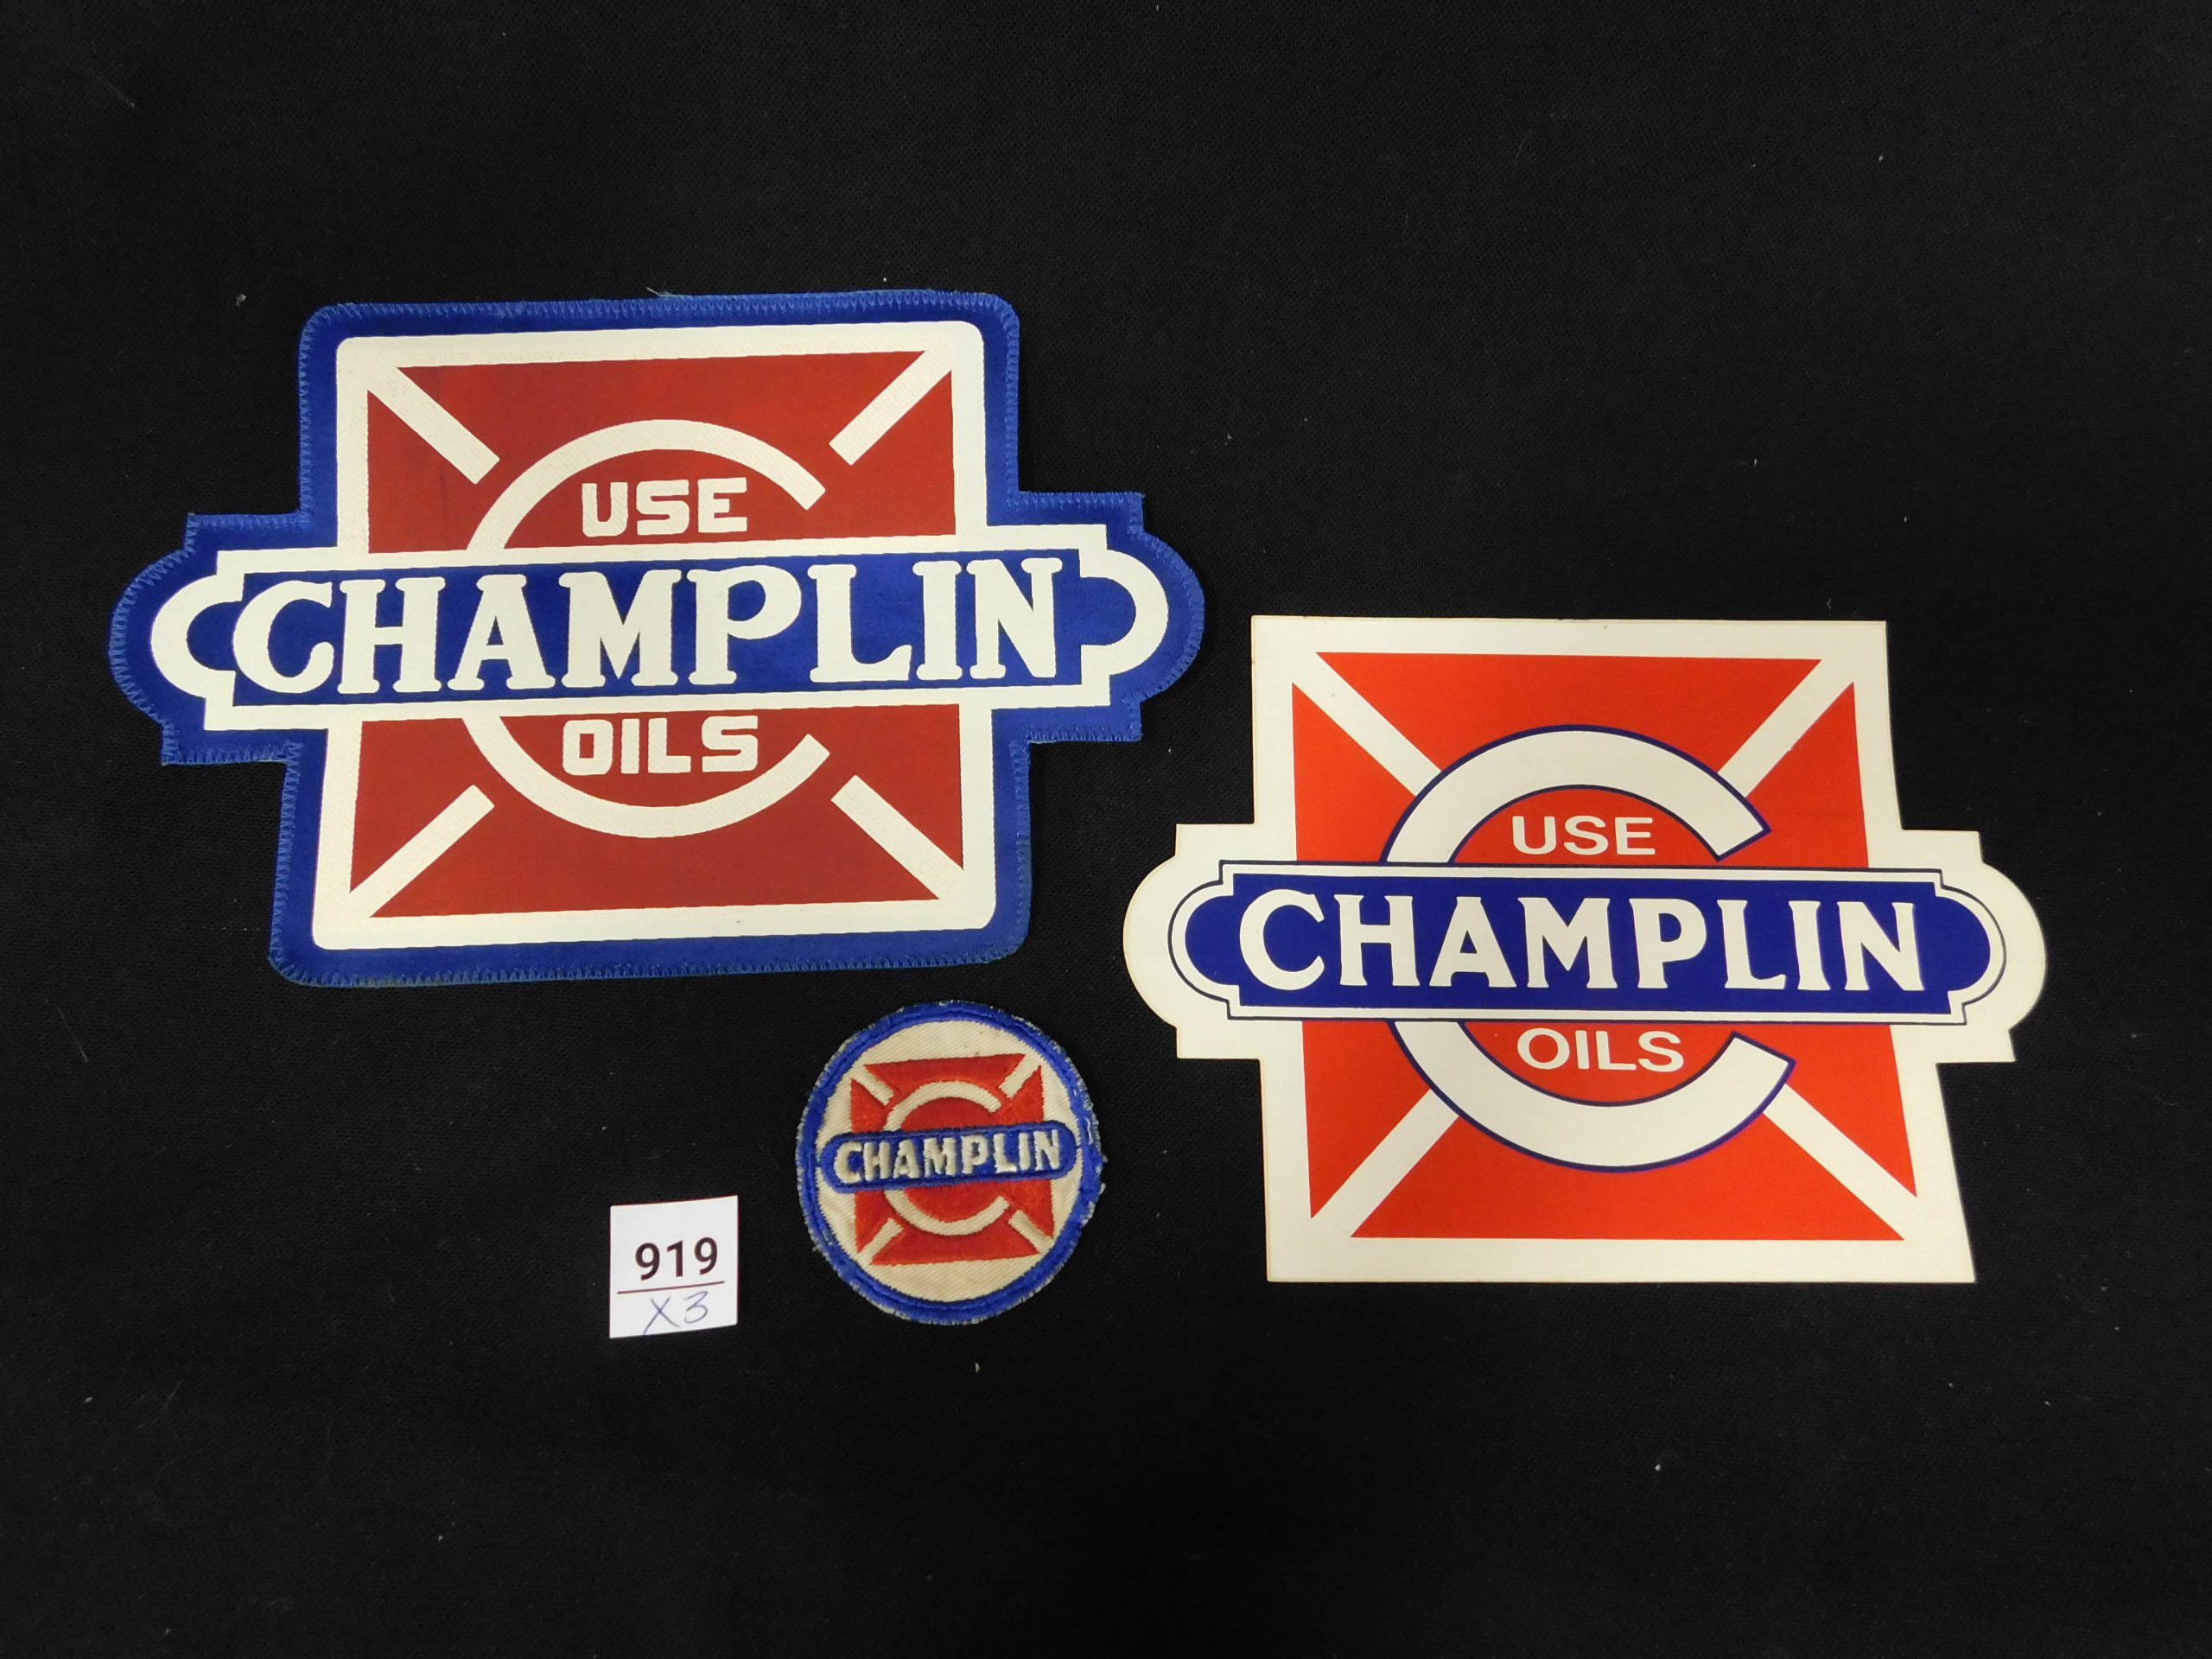 USE
CHAMPLIN
OILS
USE
CHAMPLIN
OILS
CHAMPLIN
919
X3